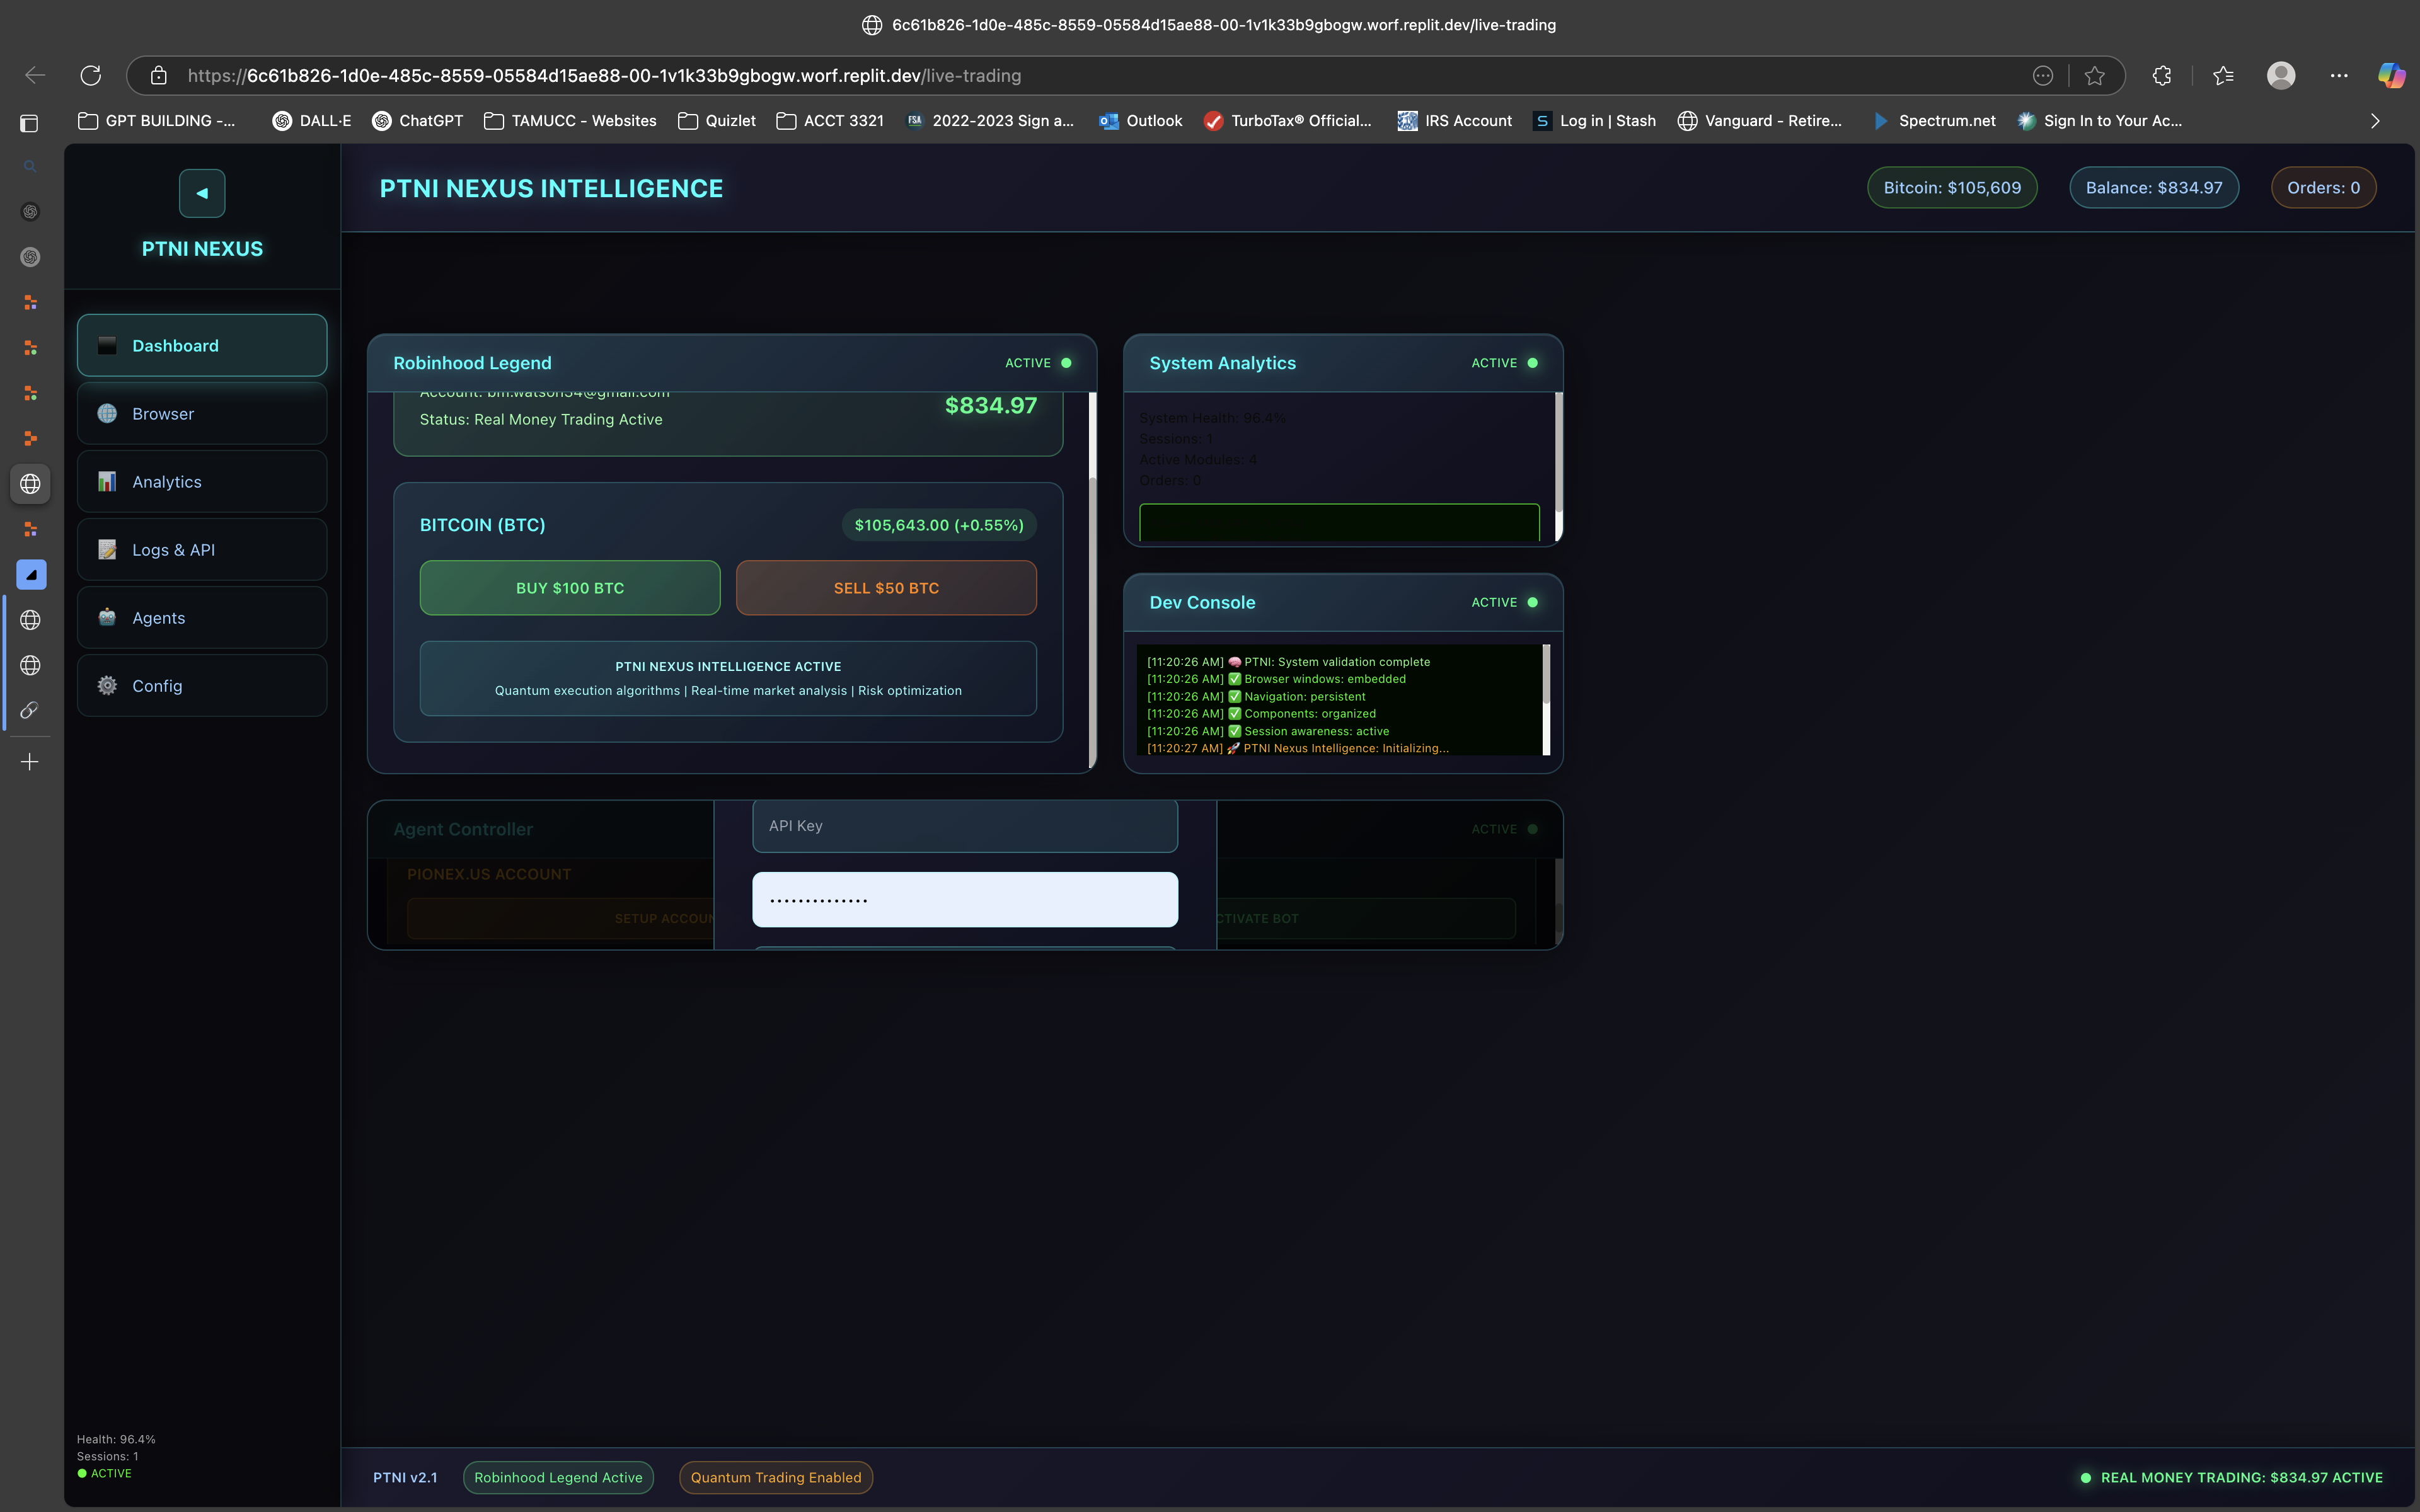 6c61b826-1d0e-485c-8559-05584d15ae88-00-1v1k33b9gbogw.worf.replit.dev/live-trading
https://6c61b826-1d0e-485c-8559-05584d15ae88-00-1v1k33b9gbogw.worf.replit.dev/live-trading
GPT BUILDING -... DALL·E ChatGPT TAMUCC - Websites Quizlet ACCT 3321 FSA 2022-2023 Sign a... Outlook TurboTax® Official... IRS Account S Log in | Stash Vanguard - Retire... Spectrum.net Sign In to Your Ac...
PTNI NEXUS INTELLIGENCE
Bitcoin: $105,609
Balance: $834.97
Orders: 0
PTNI NEXUS
Dashboard
Browser
Analytics
Logs & API
Agents
Config
Health: 96.4%
Sessions: 1
ACTIVE
Robinhood Legend
ACTIVE
Account: bm.watson34@gmail.com
Status: Real Money Trading Active
$834.97
BITCOIN (BTC)
$105,643.00 (+0.55%)
BUY $100 BTC
SELL $50 BTC
PTNI NEXUS INTELLIGENCE ACTIVE
Quantum execution algorithms | Real-time market analysis | Risk optimization
System Analytics
ACTIVE
System Health: 96.4%
Sessions: 1
Active Modules: 4
Orders: 0
Dev Console
ACTIVE
[11:20:26 AM] 🧠 PTNI: System validation complete
[11:20:26 AM] ✅ Browser windows: embedded
[11:20:26 AM] ✅ Navigation: persistent
[11:20:26 AM] ✅ Components: organized
[11:20:26 AM] ✅ Session awareness: active
[11:20:27 AM] 🚀 PTNI Nexus Intelligence: Initializing...
Agent Controller
ACTIVE
PIONEX.US ACCOUNT
SETUP ACCOUN
API Key
••••••••••••••
CTIVATE BOT
PTNI v2.1
Robinhood Legend Active
Quantum Trading Enabled
REAL MONEY TRADING: $834.97 ACTIVE